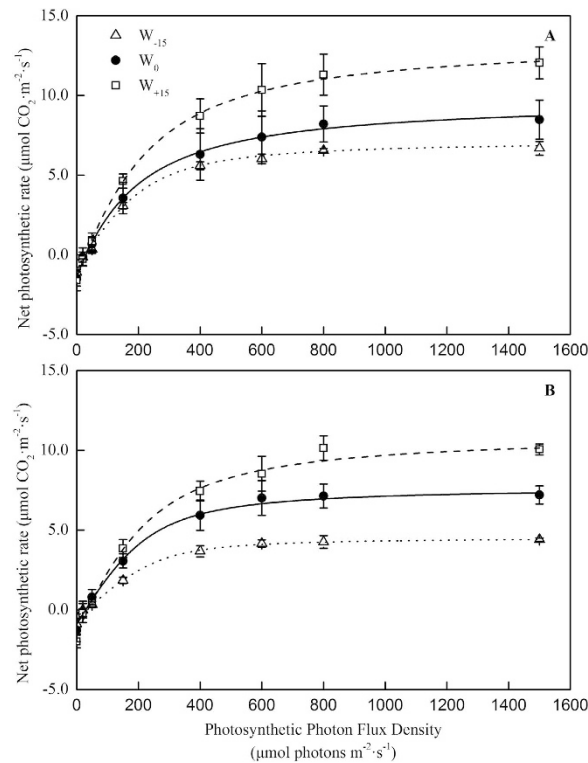 15.0
A
W₋₁₅
W₀
W₊₁₅
10.0
5.0
0.0
-5.0
Net photosynthetic rate (μmol CO₂·m⁻²·s⁻¹)
0 200 400 600 800 1000 1200 1400 1600
15.0
B
10.0
5.0
0.0
-5.0
Net photosynthetic rate (μmol CO₂·m⁻²·s⁻¹)
0 200 400 600 800 1000 1200 1400 1600
Photosynthetic Photon Flux Density
(μmol photons m⁻²·s⁻¹)